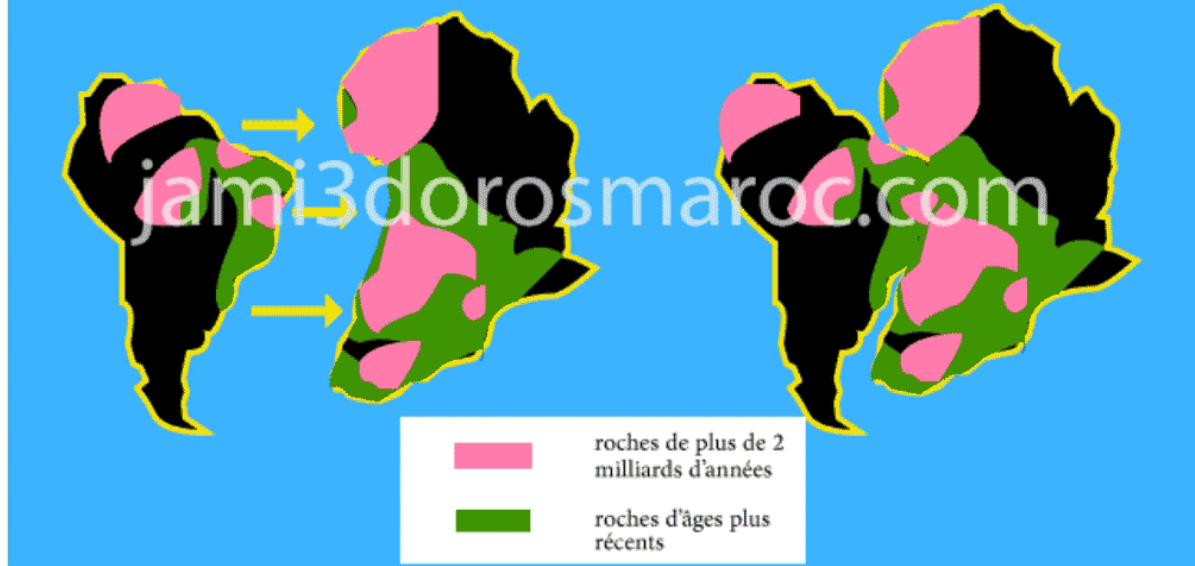 jami3dorosmaroc.com
roches de plus de 2
milliards d'années
roches d'âges plus
récents